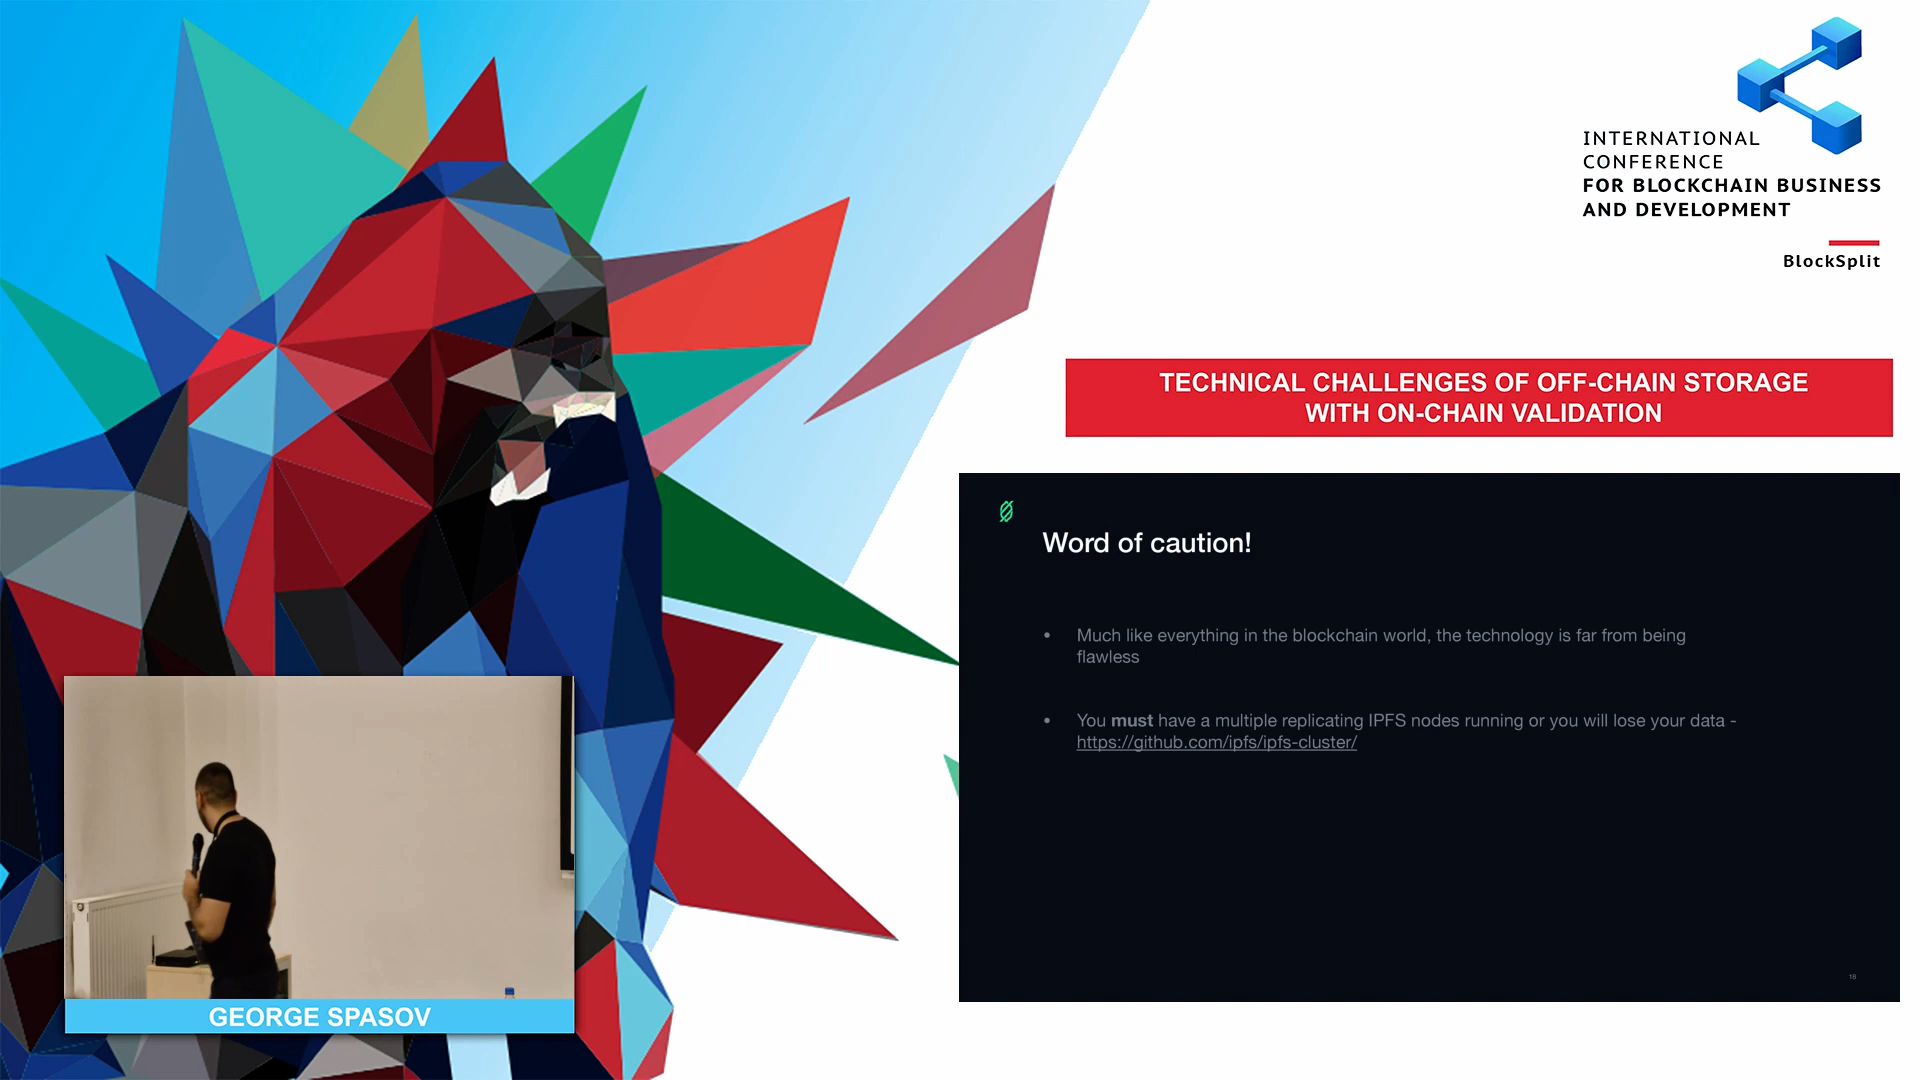 INTERNATIONAL
CONFERENCE
FOR BLOCKCHAIN BUSINESS
AND DEVELOPMENT
BlockSplit
TECHNICAL CHALLENGES OF OFF-CHAIN STORAGE
WITH ON-CHAIN VALIDATION
Word of caution!
• Much like everything in the blockchain world, the technology is far from being
flawless
• You must have a multiple replicating IPFS nodes running or you will lose your data -
https://github.com/ipfs/ipfs-cluster/
GEORGE SPASOV